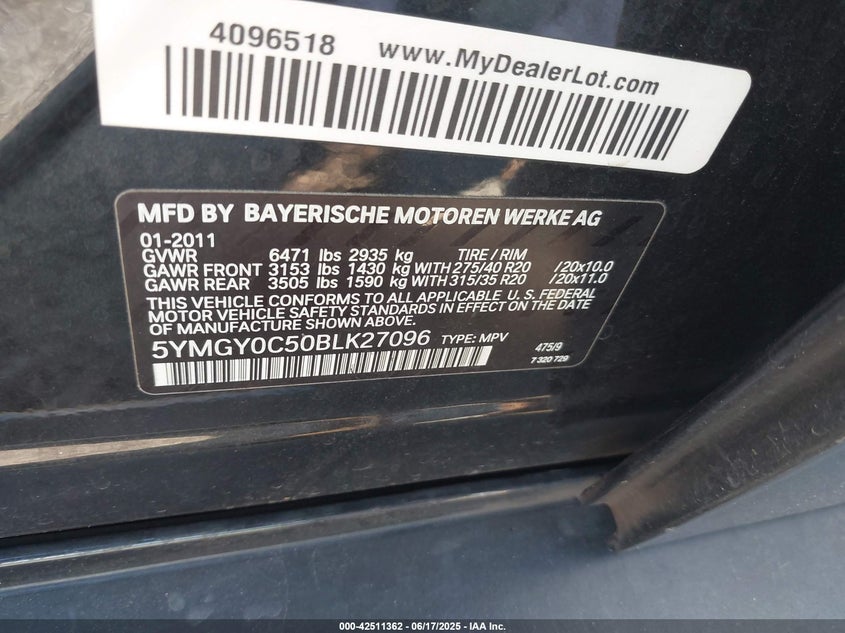 4096518 www.MyDealerLot.com
MFD BY BAYERISCHE MOTOREN WERKE AG
01-2011
GVWR 6471 lbs 2935 kg TIRE / RIM
GAWR FRONT 3153 lbs 1430 kg WITH 275/40 R20 /20x10.0
GAWR REAR 3505 lbs 1590 kg WITH 315/35 R20 /20x11.0
THIS VEHICLE CONFORMS TO ALL APPLICABLE U. S. FEDERAL
MOTOR VEHICLE SAFETY STANDARDS IN EFFECT ON THE DATE
OF MANUFACTURE SHOWN ABOVE.
5YMGY0C50BLK27096 TYPE: MPV 475/9
7 320 729
000-42511362 - 06/17/2025 - IAA Inc.